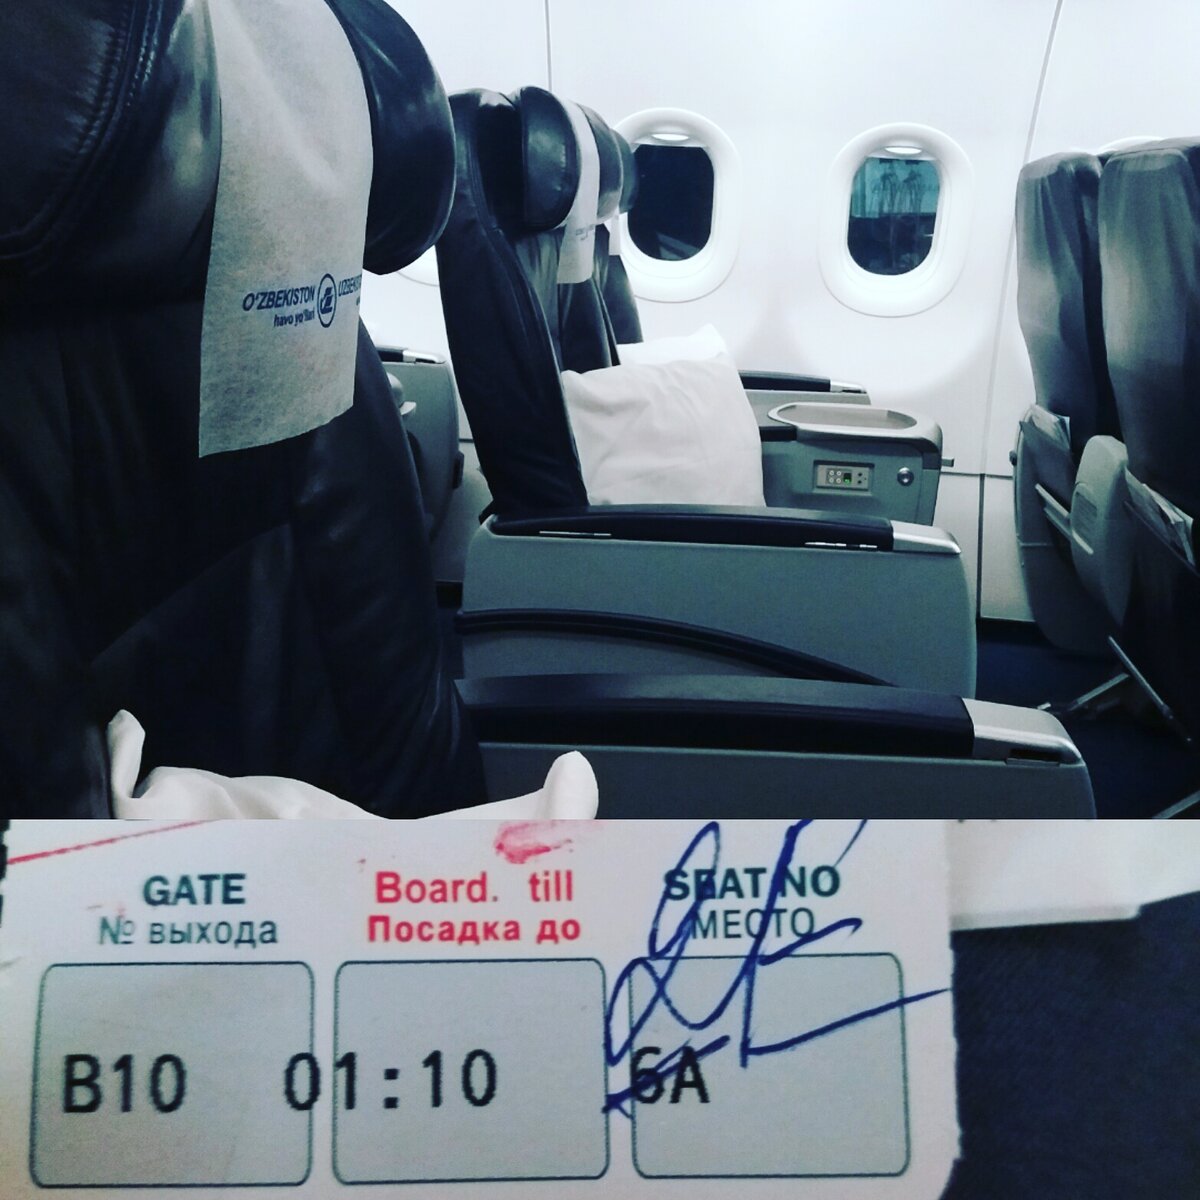 O'ZBEKISTON
havo yo'llari
GATE
№ выхода
Board. till
Посадка до
SEAT NO
МЕСТО
B10
01:10
6A